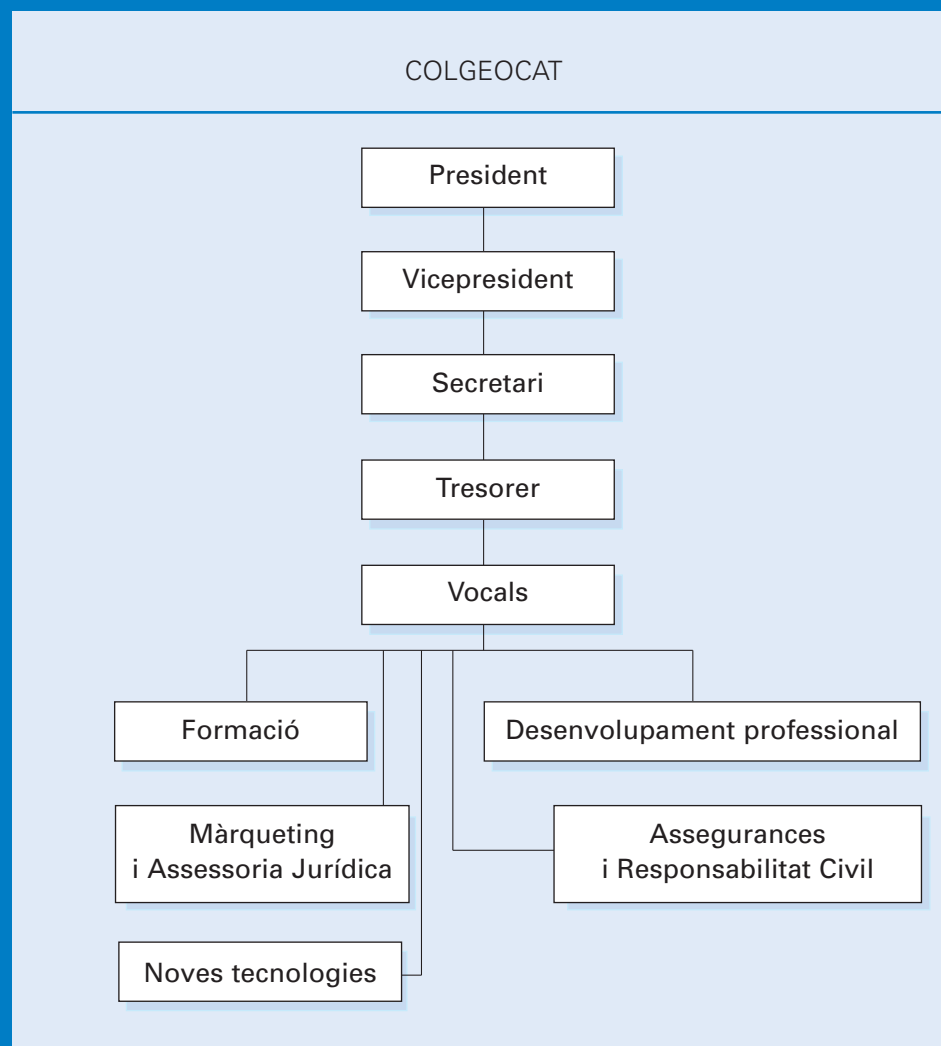 COLGEOCAT
President
Vicepresident
Secretari
Tresorer
Vocals
Formació
Desenvolupament professional
Màrqueting
i Assessoria Jurídica
Assegurances
i Responsabilitat Civil
Noves tecnologies